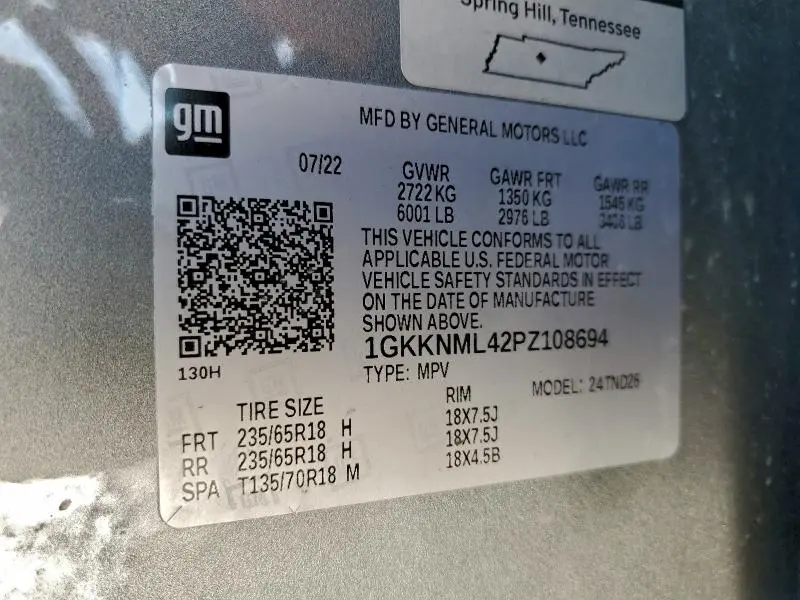 Spring Hill, Tennessee
gm
MFD BY GENERAL MOTORS LLC
07/22 GVWR GAWR FRT GAWR RR
2722 KG 1350 KG 1545 KG
6001 LB 2976 LB 3406 LB
THIS VEHICLE CONFORMS TO ALL
APPLICABLE U.S. FEDERAL MOTOR
VEHICLE SAFETY STANDARDS IN EFFECT
ON THE DATE OF MANUFACTURE
SHOWN ABOVE.
1GKKNML42PZ108694
130H
TYPE: MPV MODEL: 24TND26
TIRE SIZE RIM
FRT 235/65R18 H 18X7.5J
RR 235/65R18 H 18X7.5J
SPA T135/70R18 M 18X4.5B